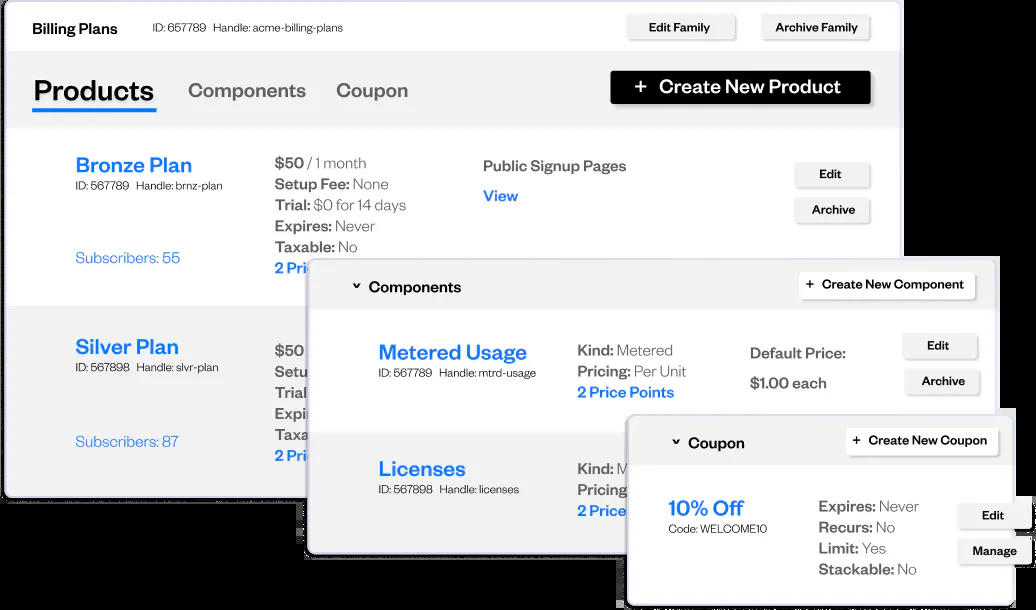 Billing Plans ID: 657789 Handle: acme-billing-plans Edit Family Archive Family
Products Components Coupon + Create New Product
Bronze Plan
ID: 567789 Handle: brnz-plan
Subscribers: 55
$50 / 1 month
Setup Fee: None
Trial: $0 for 14 days
Expires: Never
Taxable: No
2 Pri
Public Signup Pages
View
Edit
Archive
Silver Plan
ID: 567898 Handle: slvr-plan
Subscribers: 87
$50
Setu
Trial
Expi
Taxa
2 Pri
Components + Create New Component
Metered Usage
ID: 567789 Handle: mtrd-usage
Kind: Metered
Pricing: Per Unit
2 Price Points
Default Price:
$1.00 each
Edit
Archive
Licenses
ID: 567898 Handle: licenses
Kind: M
Pricing
2 Price
Coupon + Create New Coupon
10% Off
Code: WELCOME10
Expires: Never
Recurs: No
Limit: Yes
Stackable: No
Edit
Manage